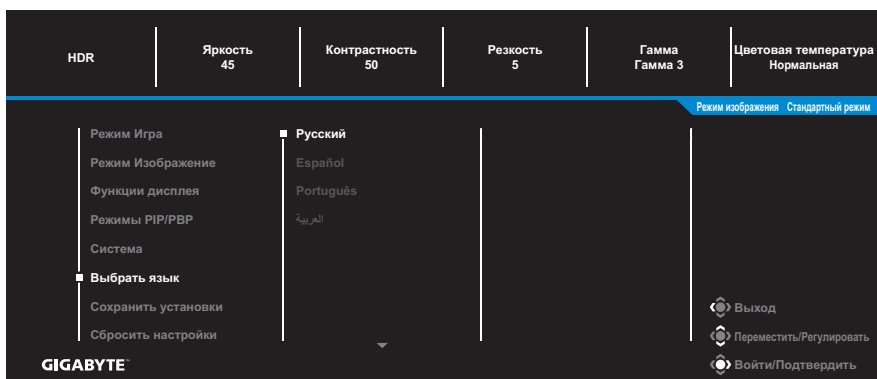 HDR
Яркость
45
Контрастность
50
Резкость
5
Гамма
Гамма 3
Цветовая температура
Нормальная
Режим изображения Стандартный режим
Режим Игра
Режим Изображение
Функции дисплея
Режимы PIP/PBP
Система
Выбрать язык
Сохранить установки
Сбросить настройки
Русский
Español
Português
العربية
Выход
Переместить/Регулировать
Войти/Подтвердить
GIGABYTE™